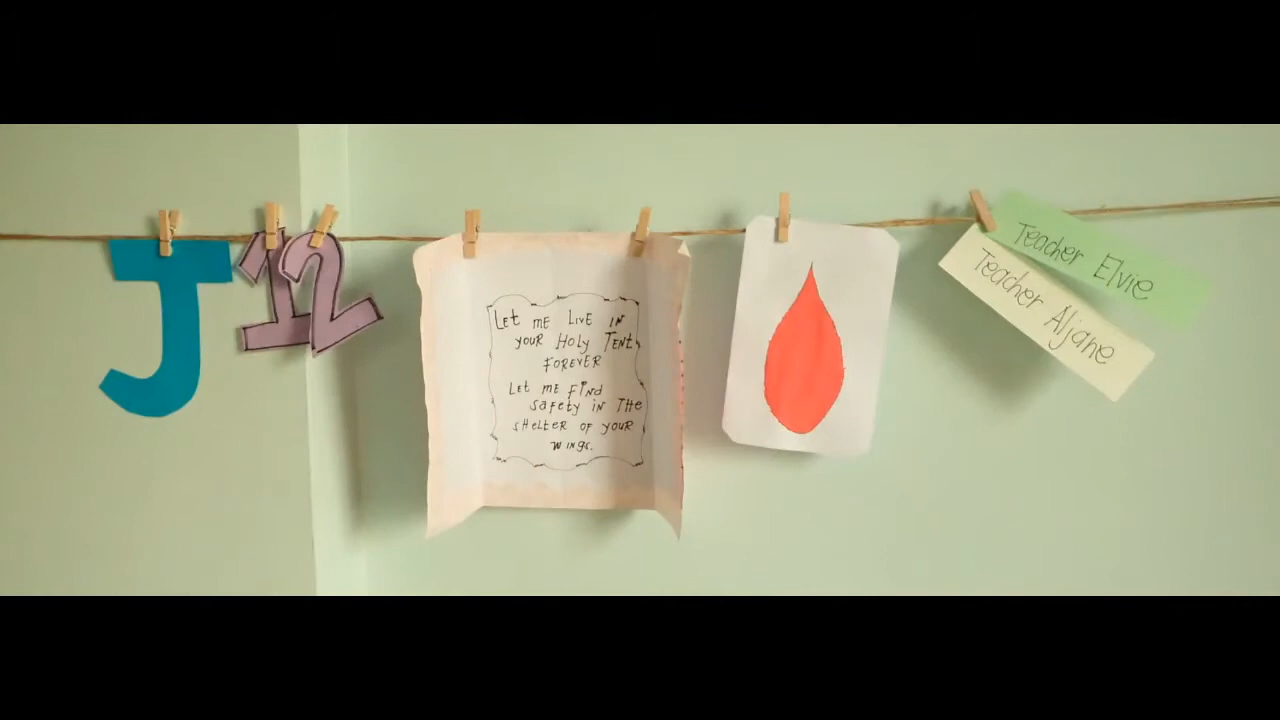 J 12
Let me Live in
your Holy Tent
Forever
Let me find
safety in the
shelter of your
wings.
Teacher Elvie
Teacher Aljane